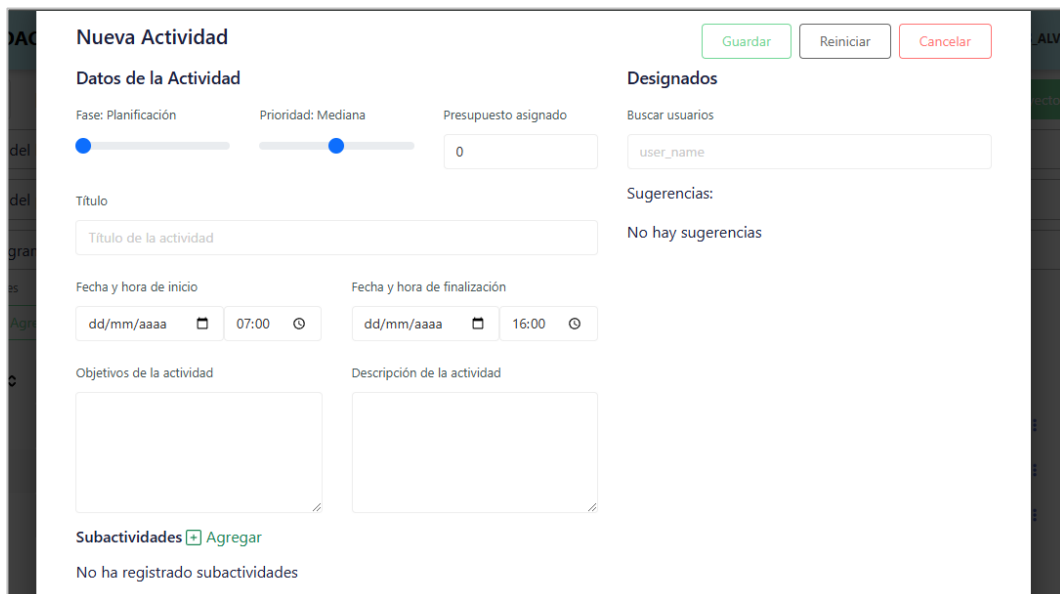 Nueva Actividad
Guardar
Reiniciar
Cancelar
Datos de la Actividad
Fase: Planificación
Prioridad: Mediana
Presupuesto asignado
0
Título
Título de la actividad
Fecha y hora de inicio
Fecha y hora de finalización
dd/mm/aaaa 07:00
dd/mm/aaaa 16:00
Objetivos de la actividad
Descripción de la actividad
Subactividades Agregar
No ha registrado subactividades
Designados
Buscar usuarios
user_name
Sugerencias:
No hay sugerencias
del
del